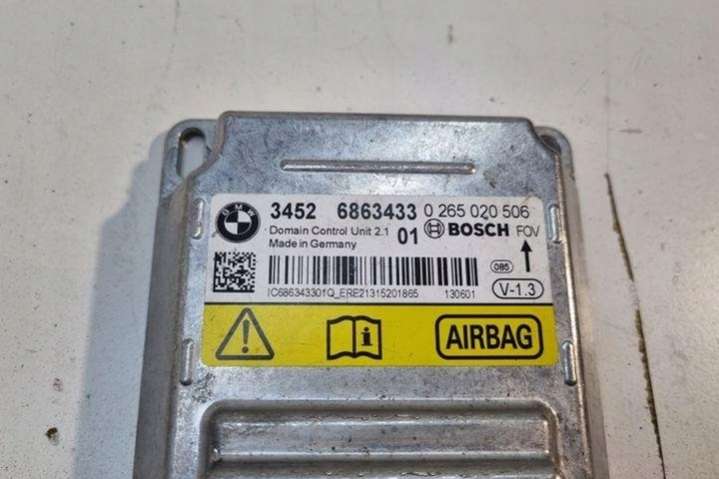 BMW
3452 6863433 0 265 020 506
Domain Control Unit 2.1 01 BOSCH FOV
Made in Germany
085
IC686343301Q_ERE21315201865 130601
V-1.3
AIRBAG